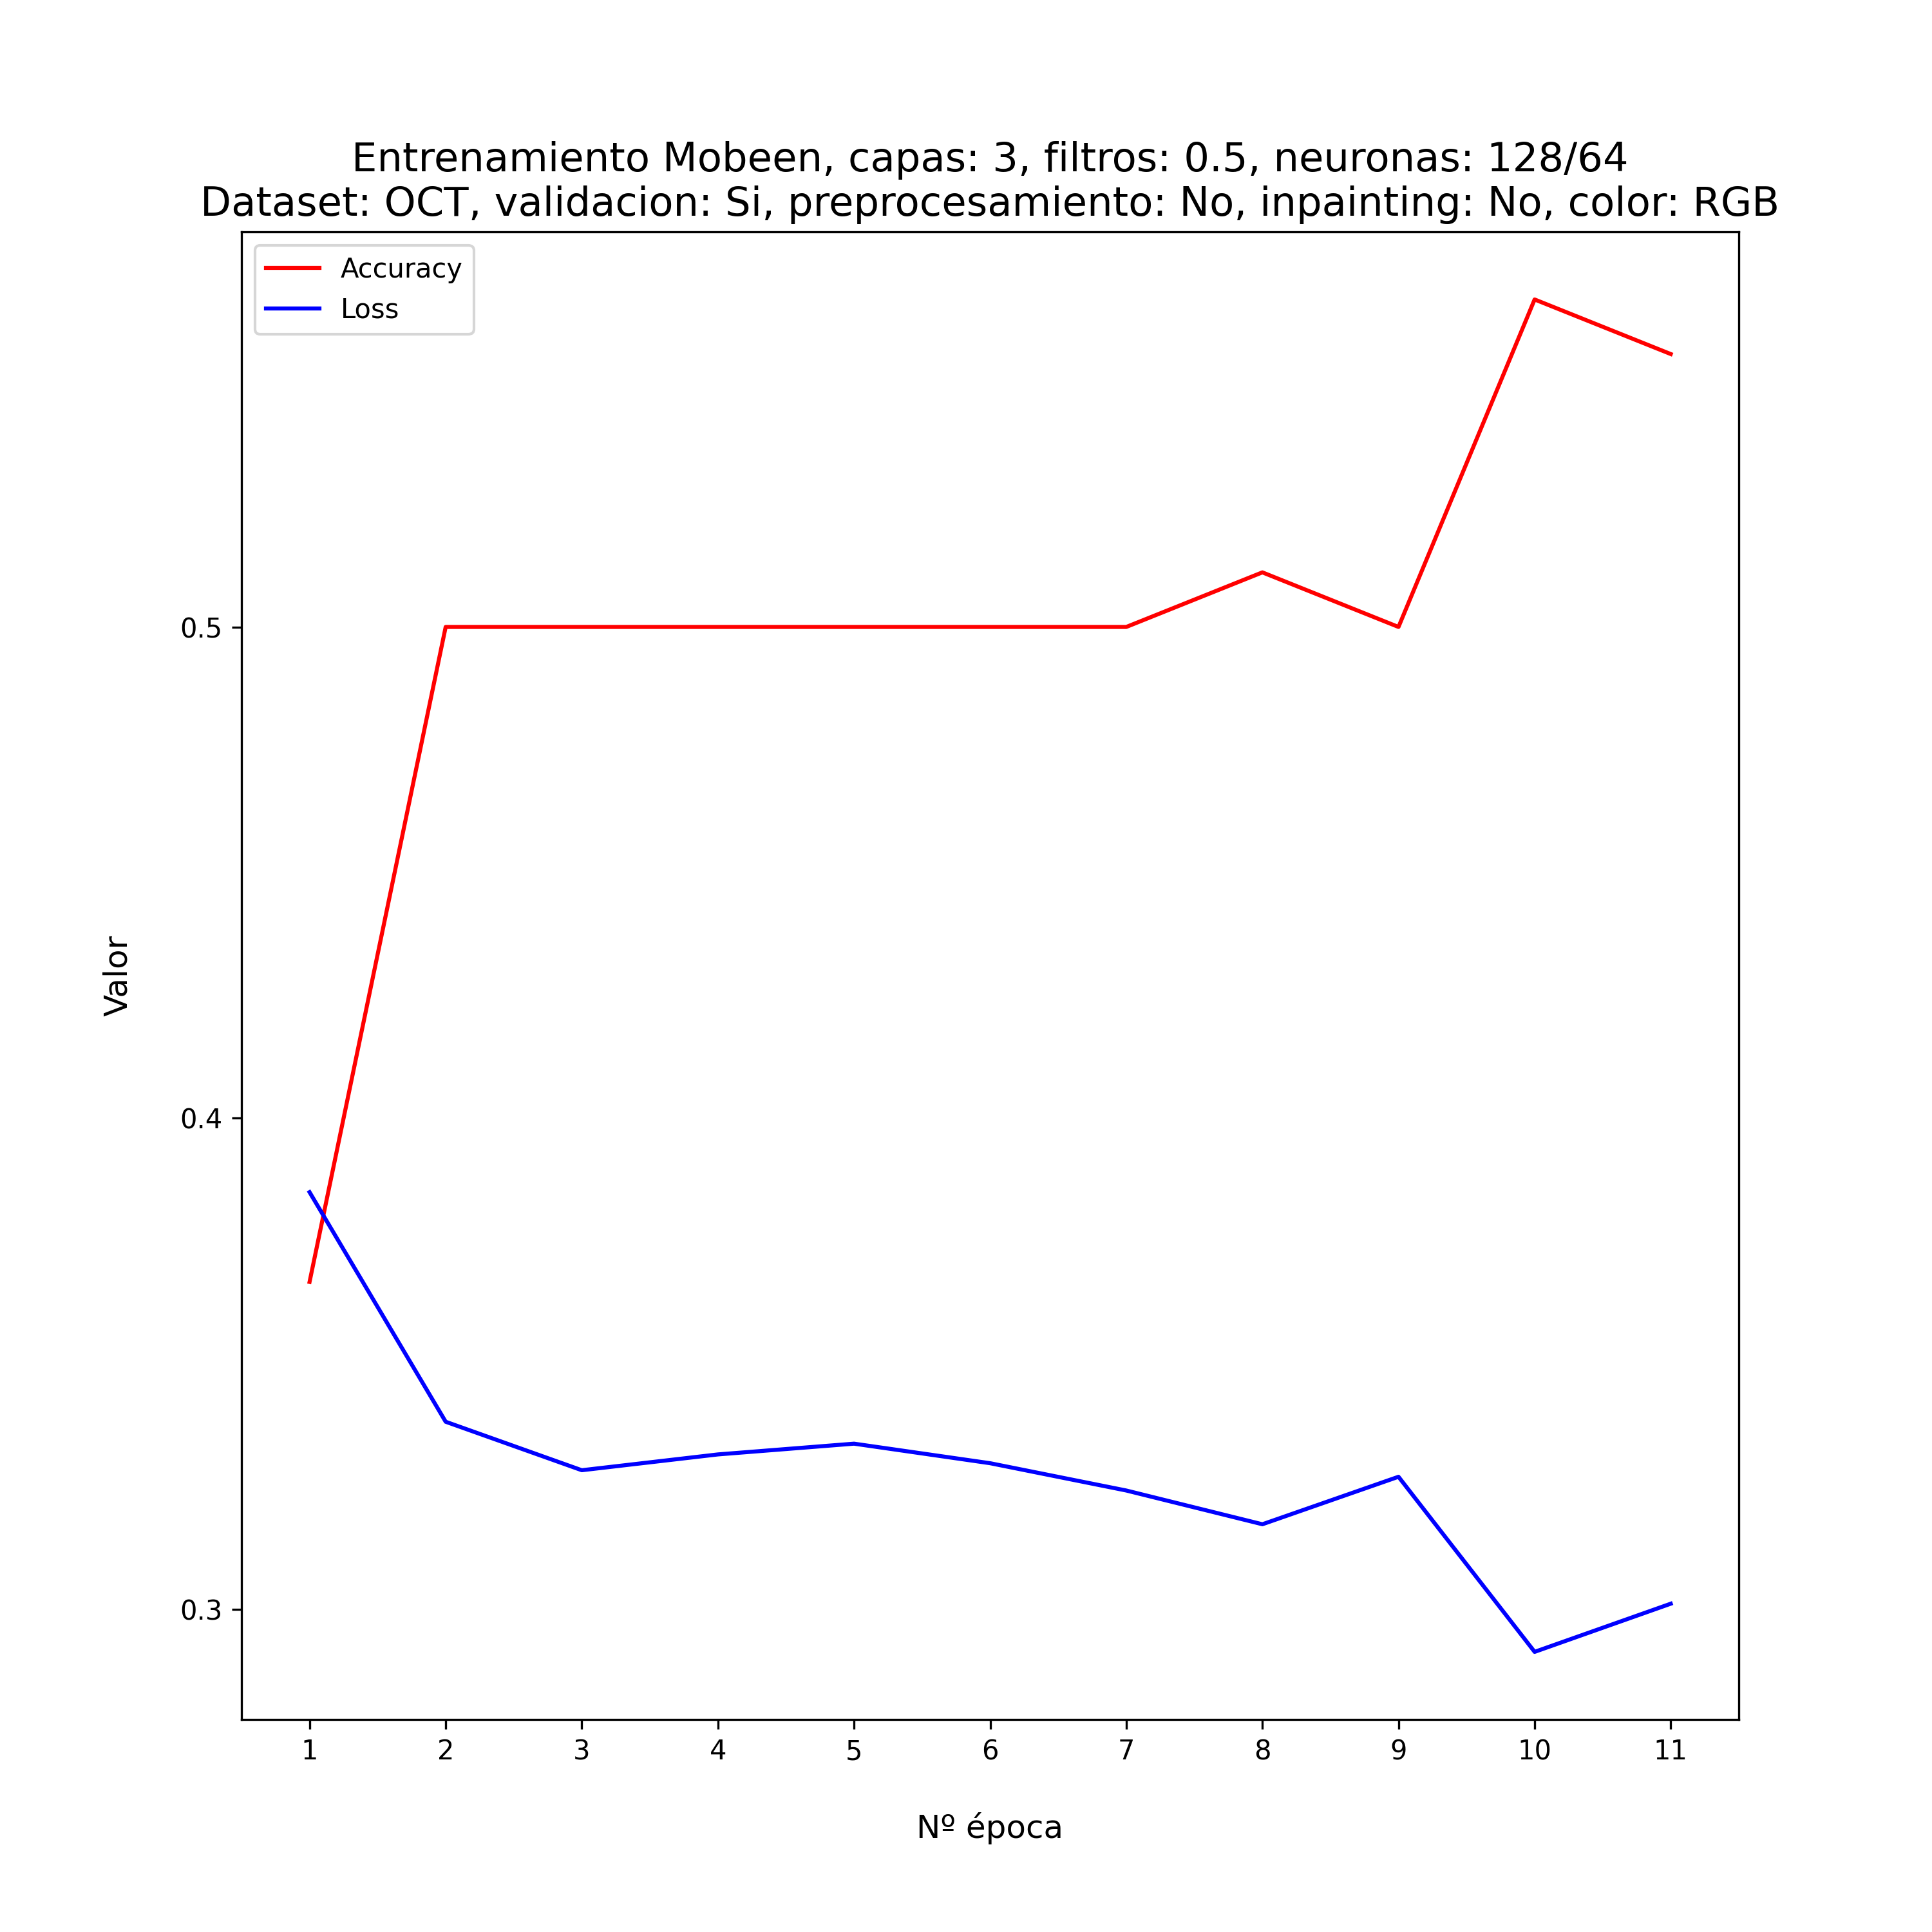 Entrenamiento Mobeen, capas: 3, filtros: 0.5, neuronas: 128/64
Dataset: OCT, validacion: Si, preprocesamiento: No, inpainting: No, color: RGB
Accuracy
Loss
Valor
0.5
0.4
0.3
1 2 3 4 5 6 7 8 9 10 11
Nº época